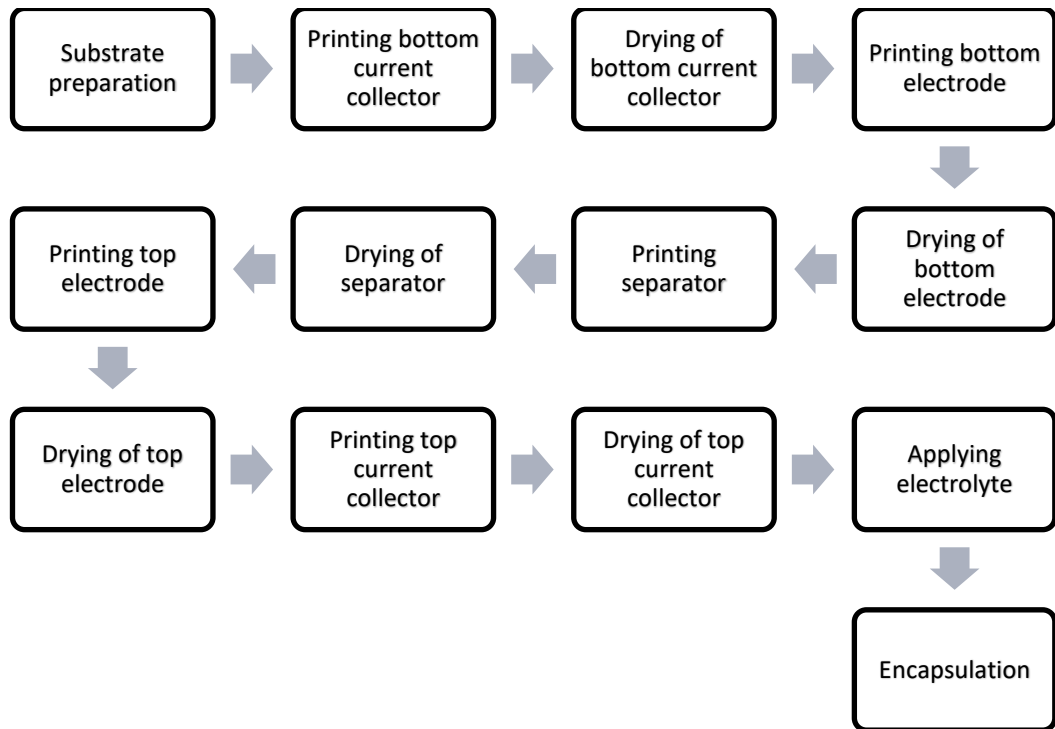 Substrate
preparation
Printing bottom
current
collector
Drying of
bottom current
collector
Printing bottom
electrode
Drying of
bottom
electrode
Printing
separator
Drying of
separator
Printing top
electrode
Drying of top
electrode
Printing top
current
collector
Drying of top
current
collector
Applying
electrolyte
Encapsulation